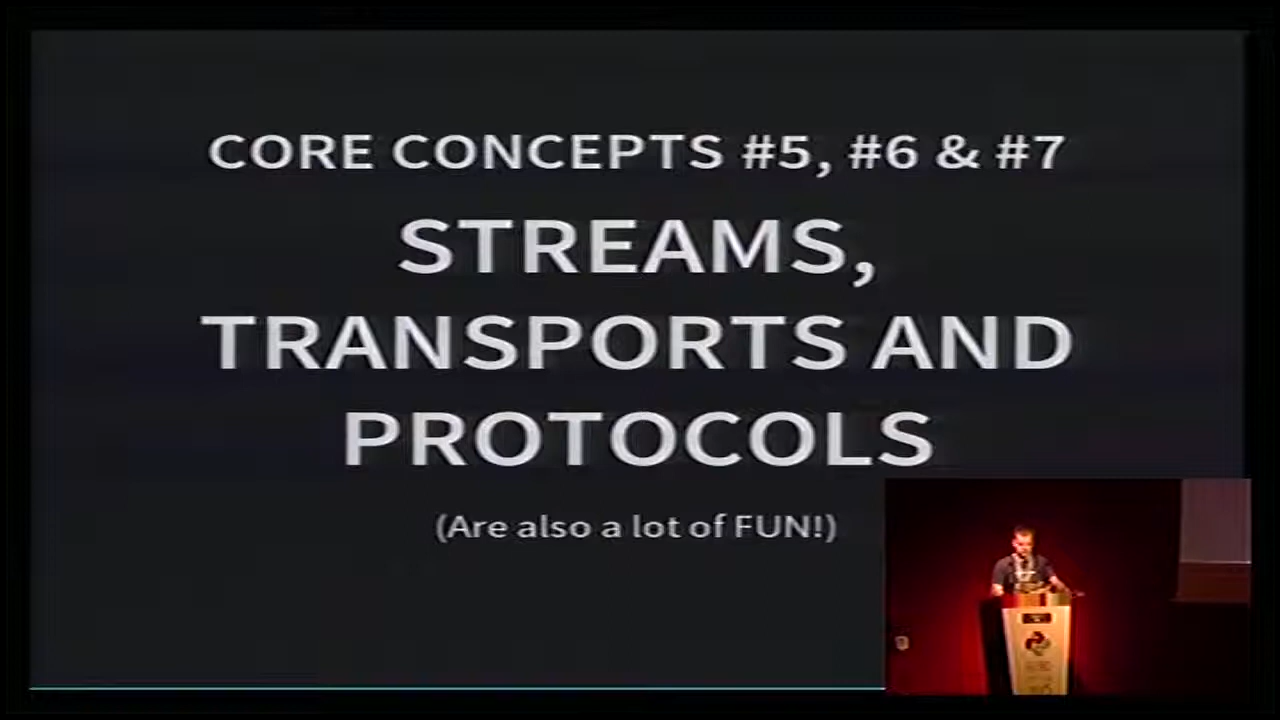 CORE CONCEPTS #5, #6 & #7
STREAMS,
TRANSPORTS AND
PROTOCOLS
(Are also a lot of FUN!)